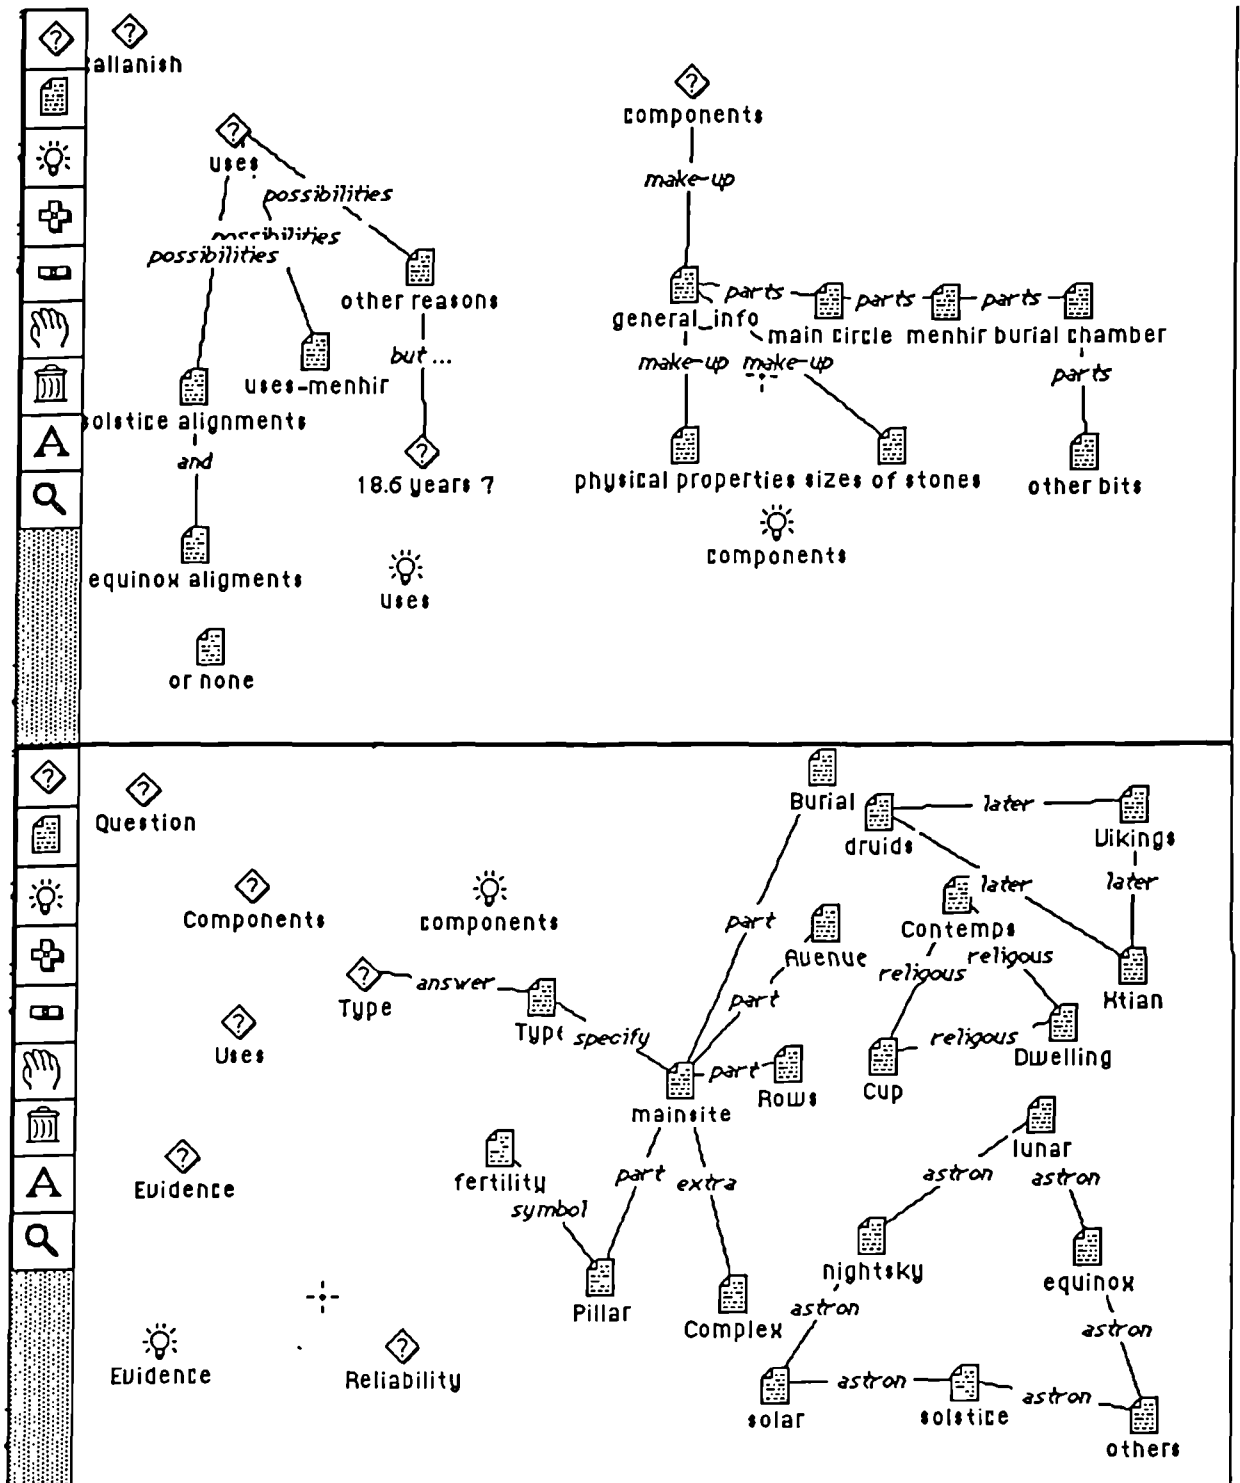 allanish
components
uses
make-up
possibilities
possibilities
possibilities
other reasons
parts
parts
parts
general_info
main circle
menhir
burial chamber
but ...
make-up
make-up
parts
uses-menhir
solstice alignments
and
18.6 years ?
physical properties
sizes of stones
other bits
components
equinox aligments
uses
or none
A
Question
Burial
druids
later
Vikings
later
later
Components
components
part
Avenue
Contemps
religous
religous
Xtian
Type
answer
Type
specify
part
Uses
religous
Dwelling
part
Rows
Cup
mainsite
lunar
Evidence
fertility
symbol
part
extra
astron
astron
nightsky
equinox
astron
astron
Pillar
Complex
Evidence
Reliability
solar
astron
solstice
astron
others
A